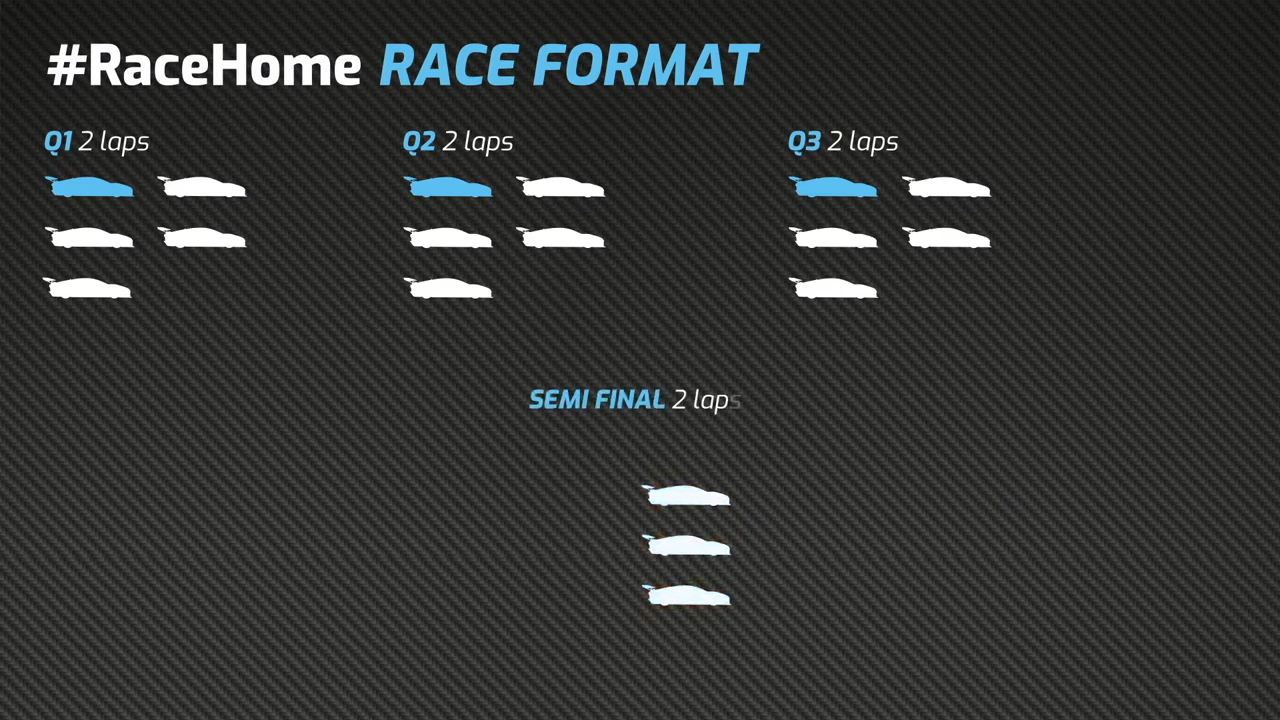 #RaceHome RACE FORMAT
Q1 2 laps
Q2 2 laps
Q3 2 laps
SEMI FINAL 2 laps